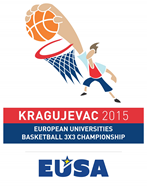 KRAGUJEVAC 2015
EUROPEAN UNIVERSITIES
BASKETBALL 3X3 CHAMPIONSHIP
EUSA